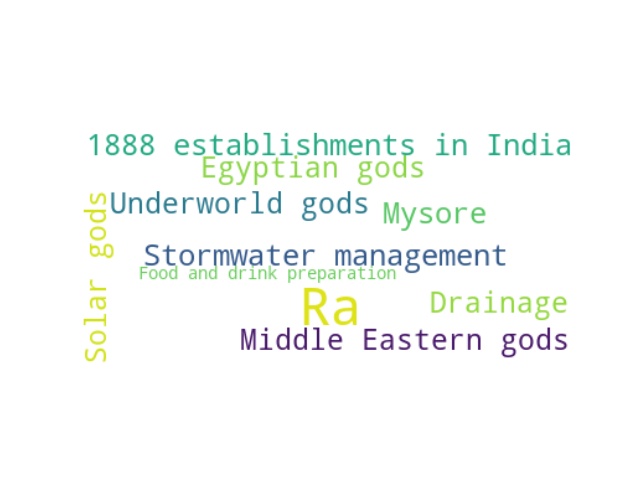 1888 establishments in India
Egyptian gods
Underworld gods
Mysore
Solar gods
Stormwater management
Food and drink preparation
Ra
Drainage
Middle Eastern gods